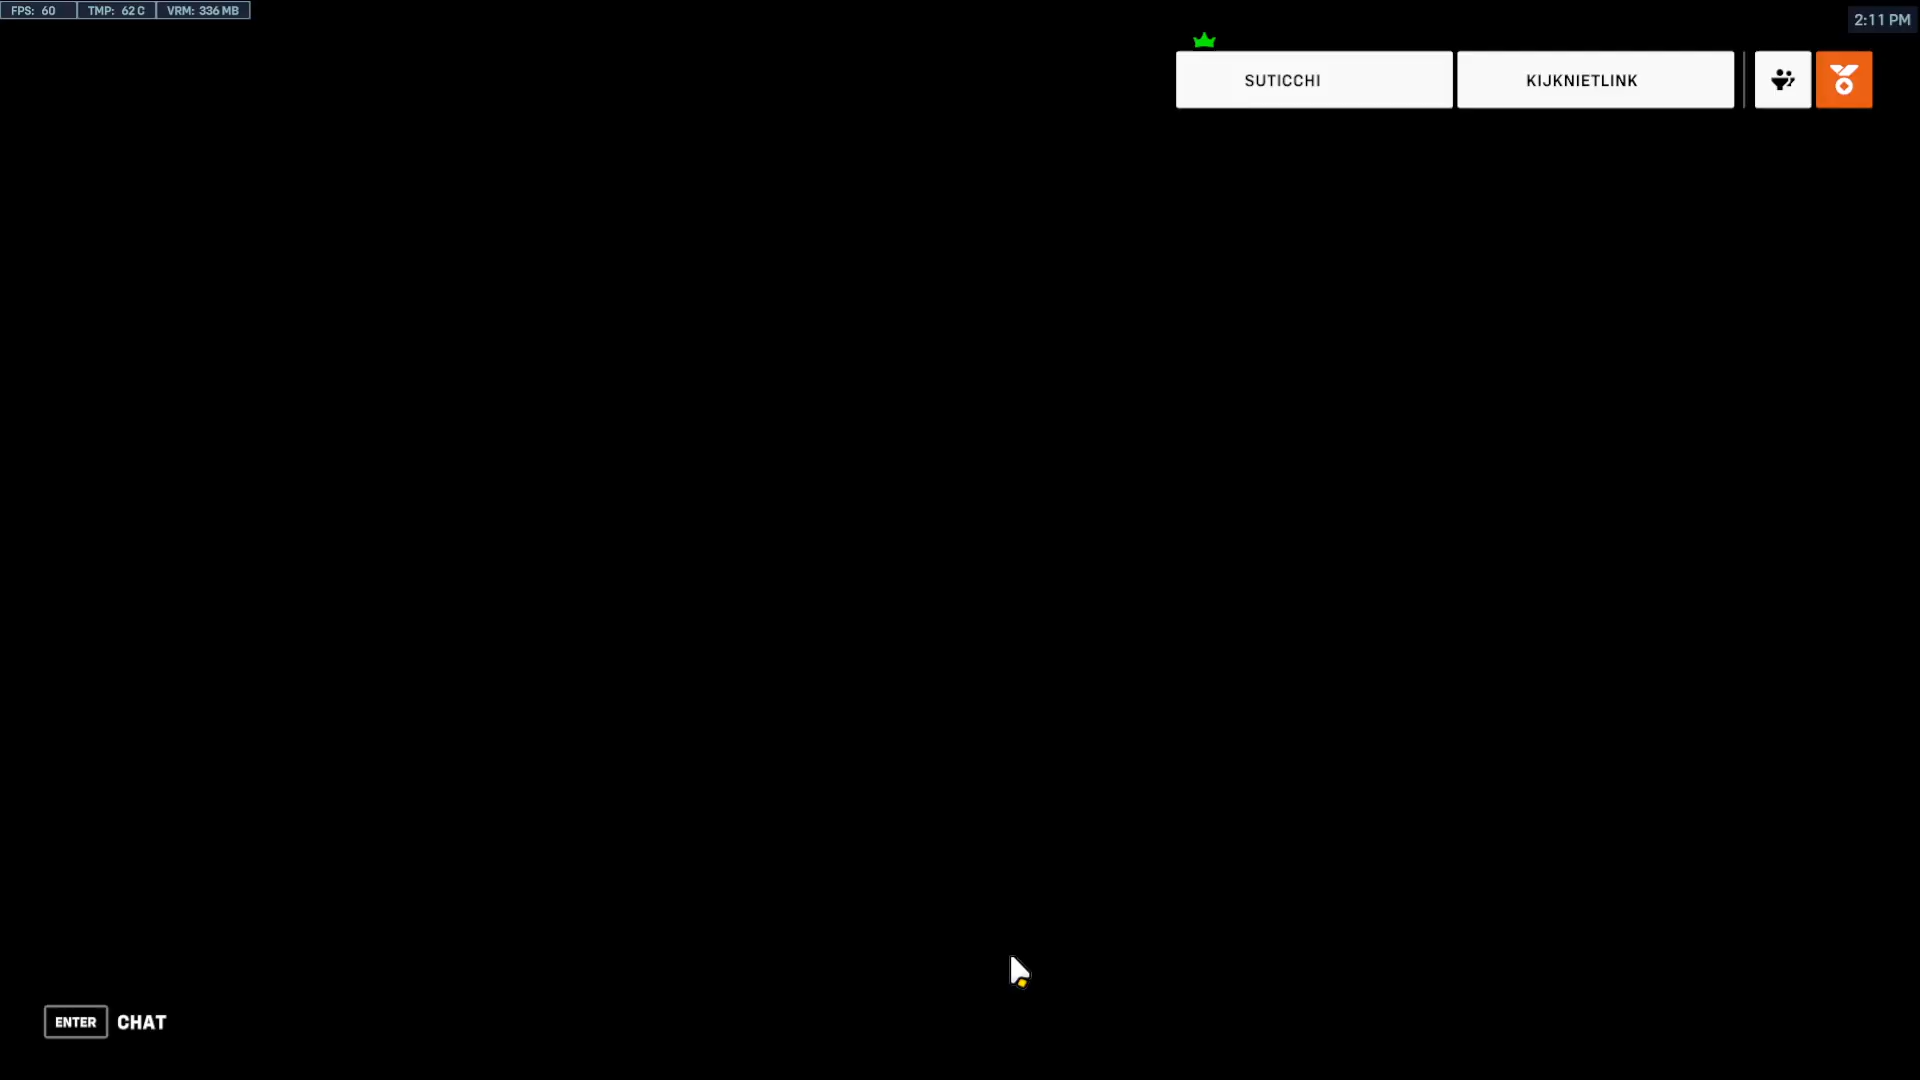 FPS: 60 TMP: 62 C VRM: 336 MB
2:11 PM
SUTICCHI KIJKNIETLINK
ENTER CHAT